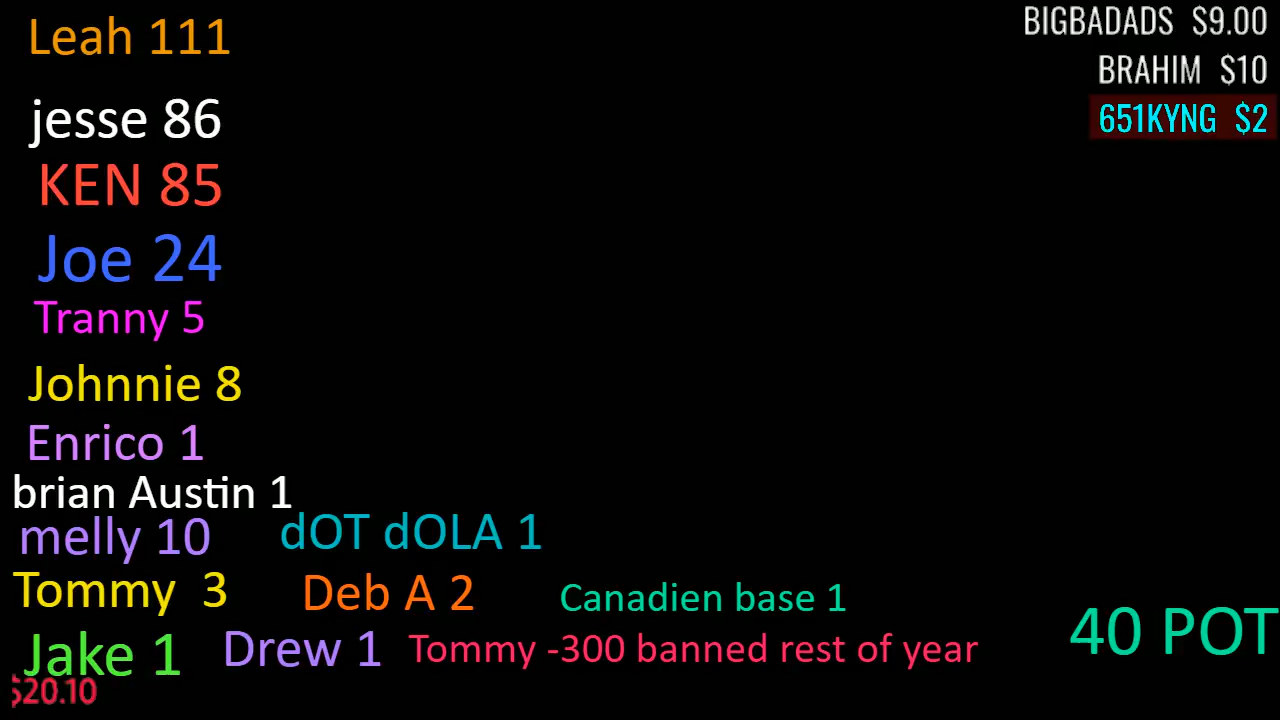 Leah 111
BIGBADADS $9.00
BRAHIM $10
651KYNG $2
jesse 86
KEN 85
Joe 24
Tranny 5
Johnnie 8
Enrico 1
brian Austin 1
melly 10
dOT dOLA 1
Tommy 3
Deb A 2
Canadien base 1
Jake 1
Drew 1
Tommy -300 banned rest of year
40 POT
$20.10